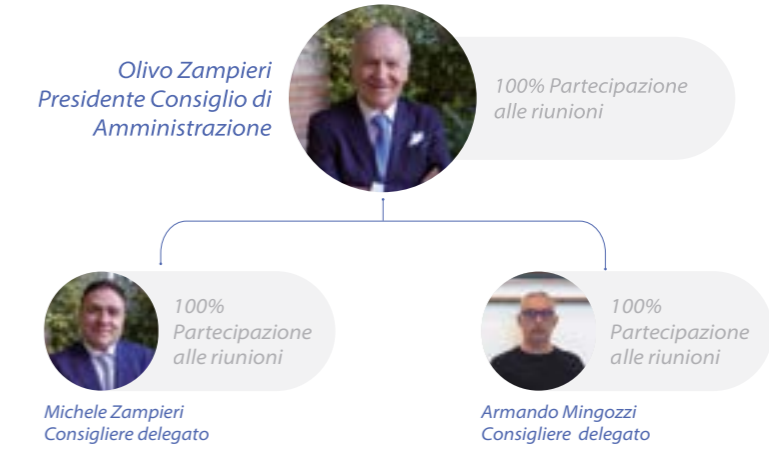 Olivo Zampieri
Presidente Consiglio di
Amministrazione
100% Partecipazione
alle riunioni
100%
Partecipazione
alle riunioni
Michele Zampieri
Consigliere delegato
100%
Partecipazione
alle riunioni
Armando Mingozzi
Consigliere delegato